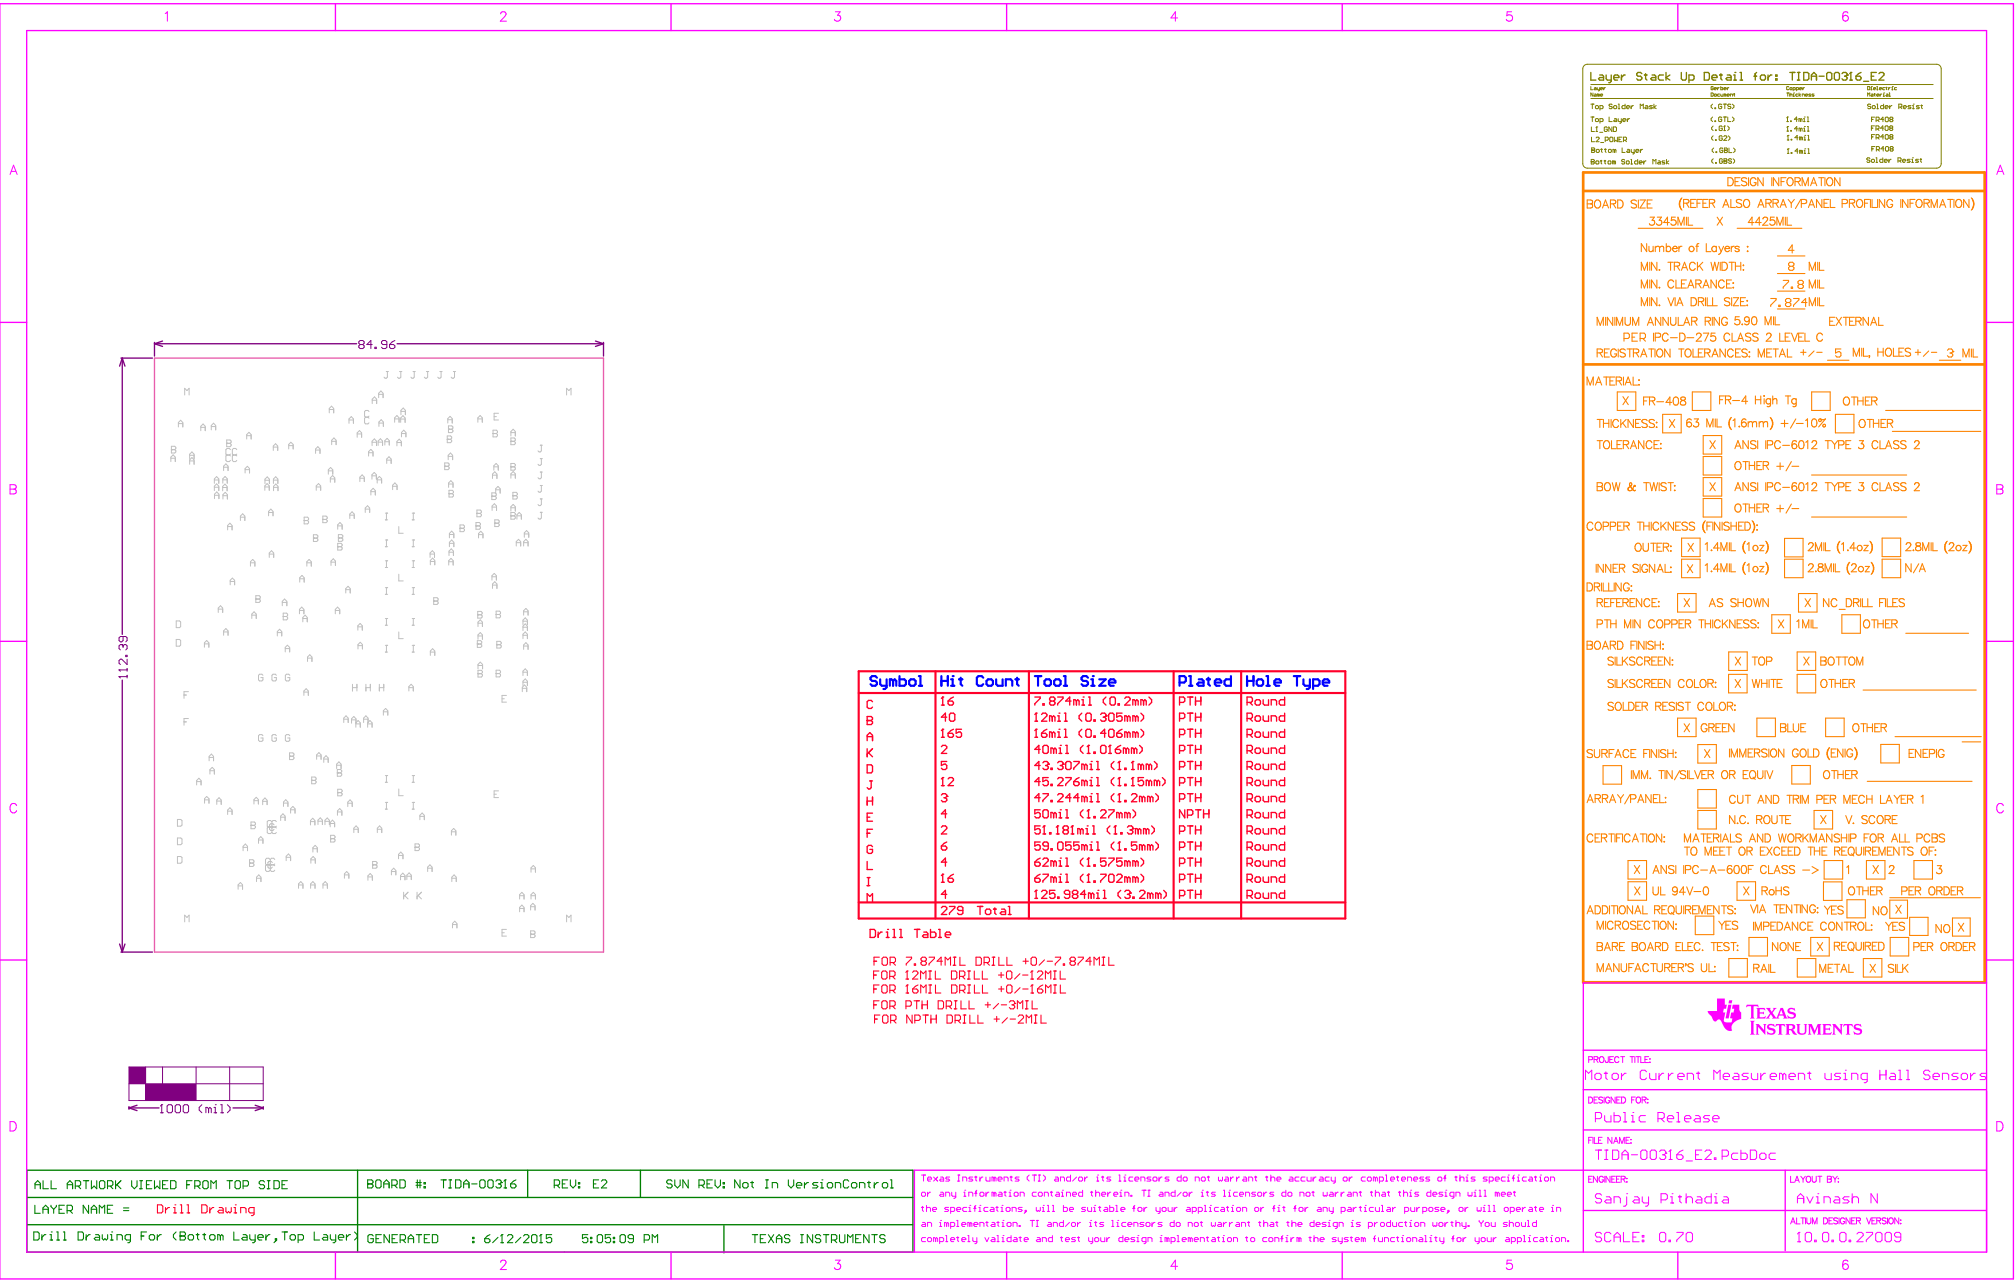 1 2 3 4 5 6
A
B
C
D
A
B
C
D
Layer Stack Up Detail for: TIDA-00316_E2
Layer Name Gerber Document Copper Thickness Dielectric Material
Top Solder Mask (.GTS) Solder Resist
Top Layer (.GTL) 1.4mil FR408
L1_GND (.G1) 1.4mil FR408
L2_POWER (.G2) 1.4mil FR408
Bottom Layer (.GBL) 1.4mil FR408
Bottom Solder Mask (.GBS) Solder Resist
DESIGN INFORMATION
BOARD SIZE (REFER ALSO ARRAY/PANEL PROFILING INFORMATION)
3345MIL X 4425MIL
Number of Layers : 4
MIN. TRACK WIDTH: 8 MIL
MIN. CLEARANCE: 7.8 MIL
MIN. VIA DRILL SIZE: 7.874MIL
MINIMUM ANNULAR RING 5.90 MIL EXTERNAL
PER IPC-D-275 CLASS 2 LEVEL C
REGISTRATION TOLERANCES: METAL +/- 5 MIL, HOLES +/- 3 MIL
MATERIAL:
X FR-408 FR-4 High Tg OTHER
THICKNESS: X 63 MIL (1.6mm) +/-10% OTHER
TOLERANCE: X ANSI IPC-6012 TYPE 3 CLASS 2
OTHER +/-
BOW & TWIST: X ANSI IPC-6012 TYPE 3 CLASS 2
OTHER +/-
COPPER THICKNESS (FINISHED):
OUTER: X 1.4MIL (1oz) 2MIL (1.4oz) 2.8MIL (2oz)
INNER SIGNAL: X 1.4MIL (1oz) 2.8MIL (2oz) N/A
DRILLING:
REFERENCE: X AS SHOWN X NC_DRILL FILES
PTH MIN COPPER THICKNESS: X 1MIL OTHER
BOARD FINISH:
SILKSCREEN: X TOP X BOTTOM
SILKSCREEN COLOR: X WHITE OTHER
SOLDER RESIST COLOR:
X GREEN BLUE OTHER
SURFACE FINISH: X IMMERSION GOLD (ENIG) ENEPIG
IMM. TIN/SILVER OR EQUIV OTHER
ARRAY/PANEL: CUT AND TRIM PER MECH LAYER 1
N.C. ROUTE X V. SCORE
CERTIFICATION: MATERIALS AND WORKMANSHIP FOR ALL PCBS
TO MEET OR EXCEED THE REQUIREMENTS OF:
X ANSI IPC-A-600F CLASS -> 1 X 2 3
X UL 94V-0 X RoHS OTHER PER ORDER
ADDITIONAL REQUIREMENTS: VIA TENTING: YES NO X
MICROSECTION: YES IMPEDANCE CONTROL: YES NO X
BARE BOARD ELEC. TEST: NONE X REQUIRED PER ORDER
MANUFACTURER'S UL: RAIL METAL X SILK
84.96
112.39
Symbol Hit Count Tool Size Plated Hole Type
C 16 7.874mil (0.2mm) PTH Round
B 40 12mil (0.305mm) PTH Round
A 165 16mil (0.406mm) PTH Round
K 2 40mil (1.016mm) PTH Round
D 5 43.307mil (1.1mm) PTH Round
J 12 45.276mil (1.15mm) PTH Round
H 3 47.244mil (1.2mm) PTH Round
E 4 50mil (1.27mm) NPTH Round
F 2 51.181mil (1.3mm) PTH Round
G 6 59.055mil (1.5mm) PTH Round
L 4 62mil (1.575mm) PTH Round
I 16 67mil (1.702mm) PTH Round
M 4 125.984mil (3.2mm) PTH Round
279 Total
Drill Table
FOR 7.874MIL DRILL +0/-7.874MIL
FOR 12MIL DRILL +0/-12MIL
FOR 16MIL DRILL +0/-16MIL
FOR PTH DRILL +/-3MIL
FOR NPTH DRILL +/-2MIL
1000 (mil)
TEXAS INSTRUMENTS
PROJECT TITLE:
Motor Current Measurement using Hall Sensors
DESIGNED FOR:
Public Release
FILE NAME:
TIDA-00316_E2.PcbDoc
ENGINEER: LAYOUT BY:
Sanjay Pithadia Avinash N
ALTIUM DESIGNER VERSION:
SCALE: 0.70 10.0.0.27009
ALL ARTWORK VIEWED FROM TOP SIDE BOARD #: TIDA-00316 REV: E2 SVN REV: Not In VersionControl
LAYER NAME = Drill Drawing
Drill Drawing For (Bottom Layer,Top Layer) GENERATED : 6/12/2015 5:05:09 PM TEXAS INSTRUMENTS
Texas Instruments (TI) and/or its licensors do not warrant the accuracy or completeness of this specification
or any information contained therein. TI and/or its licensors do not warrant that this design will meet
the specifications, will be suitable for your application or fit for any particular purpose, or will operate in
an implementation. TI and/or its licensors do not warrant that the design is production worthy. You should
completely validate and test your design implementation to confirm the system functionality for your application.
2 3 5 6